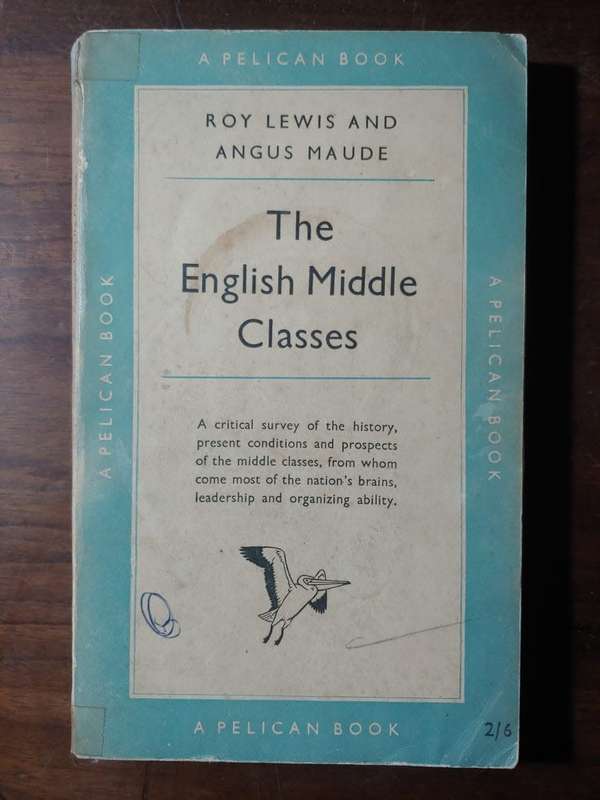 A PELICAN BOOK
ROY LEWIS AND
ANGUS MAUDE
The
English Middle
Classes
A critical survey of the history,
present conditions and prospects
of the middle classes, from whom
come most of the nation's brains,
leadership and organizing ability.
A PELICAN BOOK
A PELICAN BOOK
A PELICAN BOOK
2/6